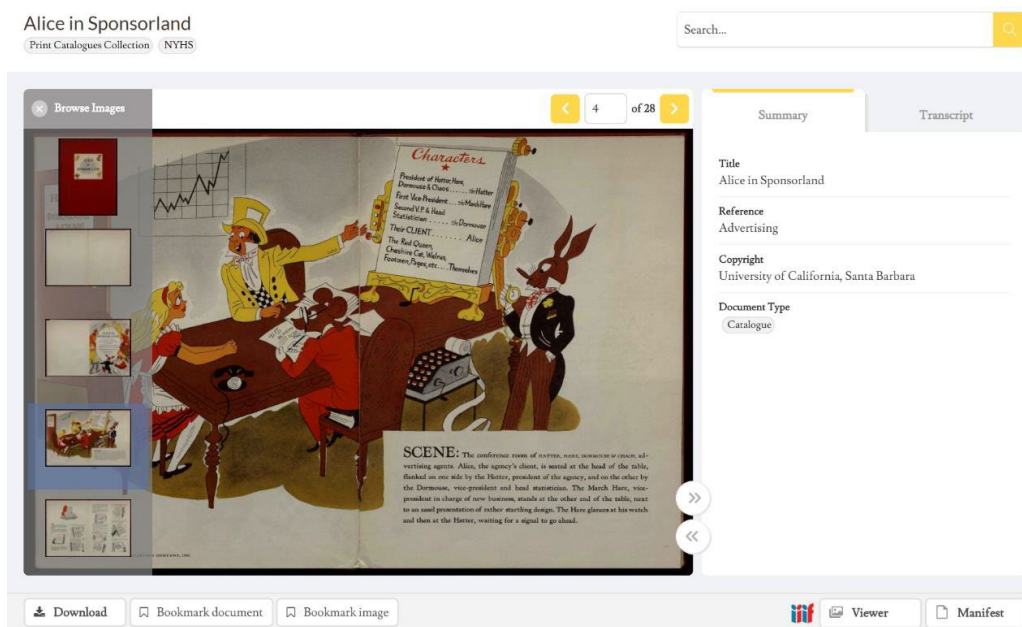 Alice in Sponsorland
Print Catalogues Collection NYHS
Search...
Browse Images
4 of 28
Characters
President of Hatter, Hare,
Dormouse & Chaos ...... the Hatter
First Vice President .... the March Hare
Second V.P. & Head
Statistician ...... the Dormouse
Their CLIENT ........ Alice
The Red Queen,
Cheshire Cat, Walrus,
Footmen, Pages, etc. ... Themselves
SCENE: The conference room of HATTER, HARE, DORMOUSE & CHAOS, ad-
vertising agents. Alice, the agency's client, is seated at the head of the table,
flanked on one side by the Hatter, president of the agency, and on the other by
the Dormouse, vice-president and head statistician. The March Hare, vice-
president in charge of new business, stands at the other end of the table, next
to an easel presentation of rather startling design. The Hare glances at his watch
and then at the Hatter, waiting for a signal to go ahead.
Summary Transcript
Title
Alice in Sponsorland
Reference
Advertising
Copyright
University of California, Santa Barbara
Document Type
Catalogue
Download Bookmark document Bookmark image iiif Viewer Manifest